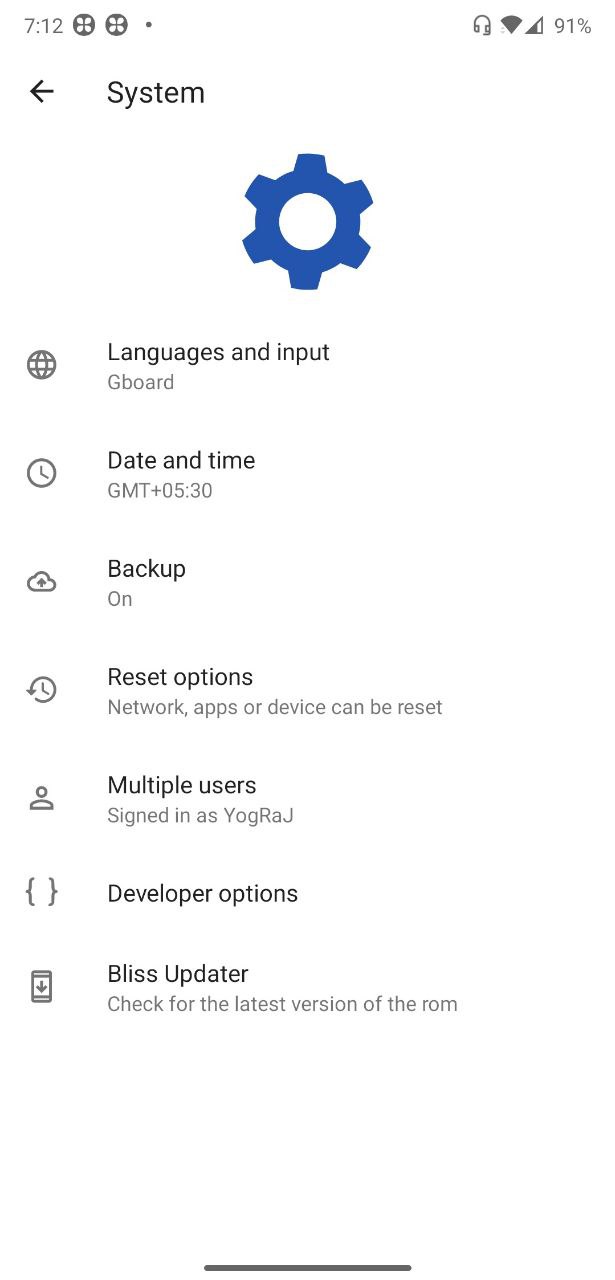 7:12 91%
System
Languages and input
Gboard
Date and time
GMT+05:30
Backup
On
Reset options
Network, apps or device can be reset
Multiple users
Signed in as YogRaJ
{ } Developer options
Bliss Updater
Check for the latest version of the rom